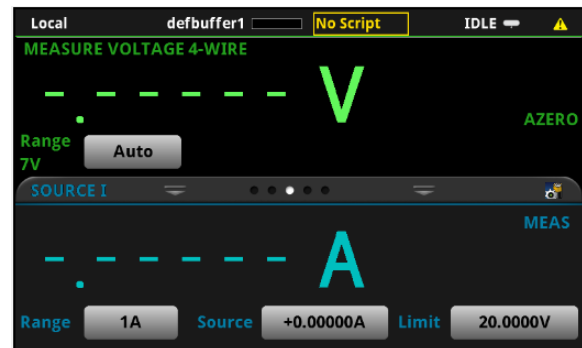 Local defbuffer1 No Script IDLE
MEASURE VOLTAGE 4-WIRE
-.----- V
AZERO
Range
7V Auto
SOURCE I
MEAS
-.----- A
Range 1A Source +0.00000A Limit 20.0000V